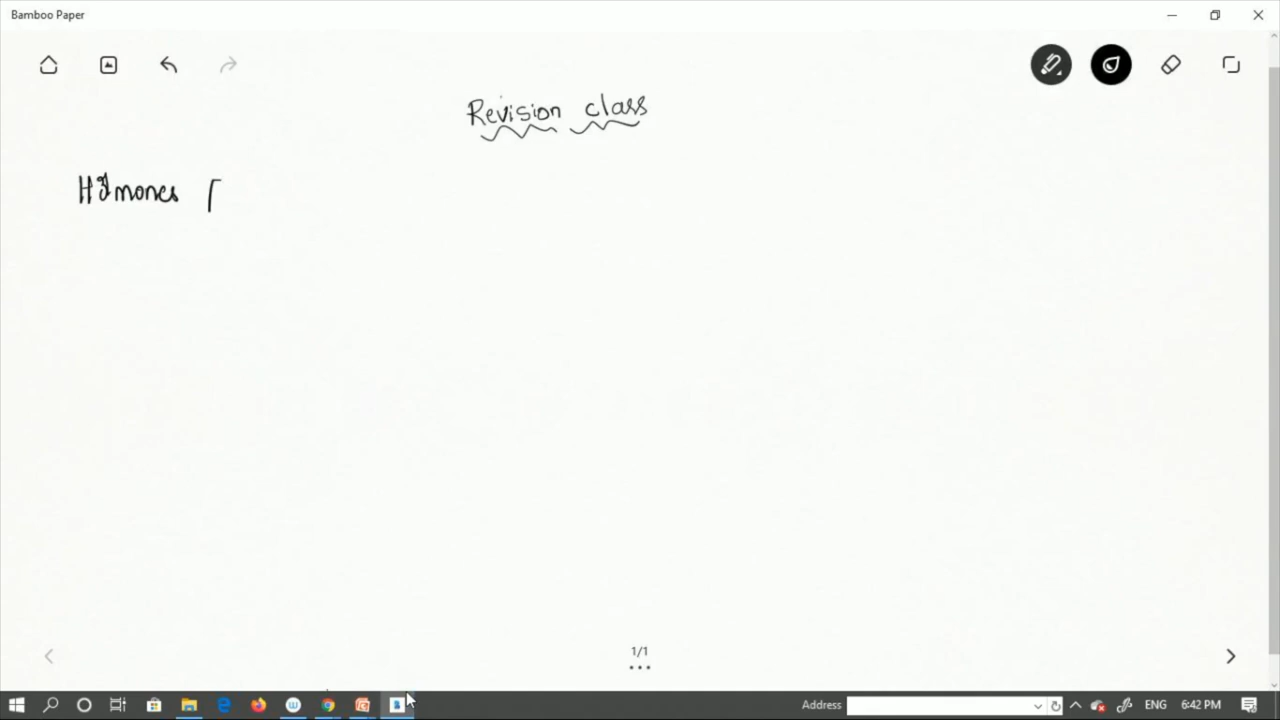 Bamboo Paper
Revision class
Hormones [
1/1
Address
ENG
6:42 PM